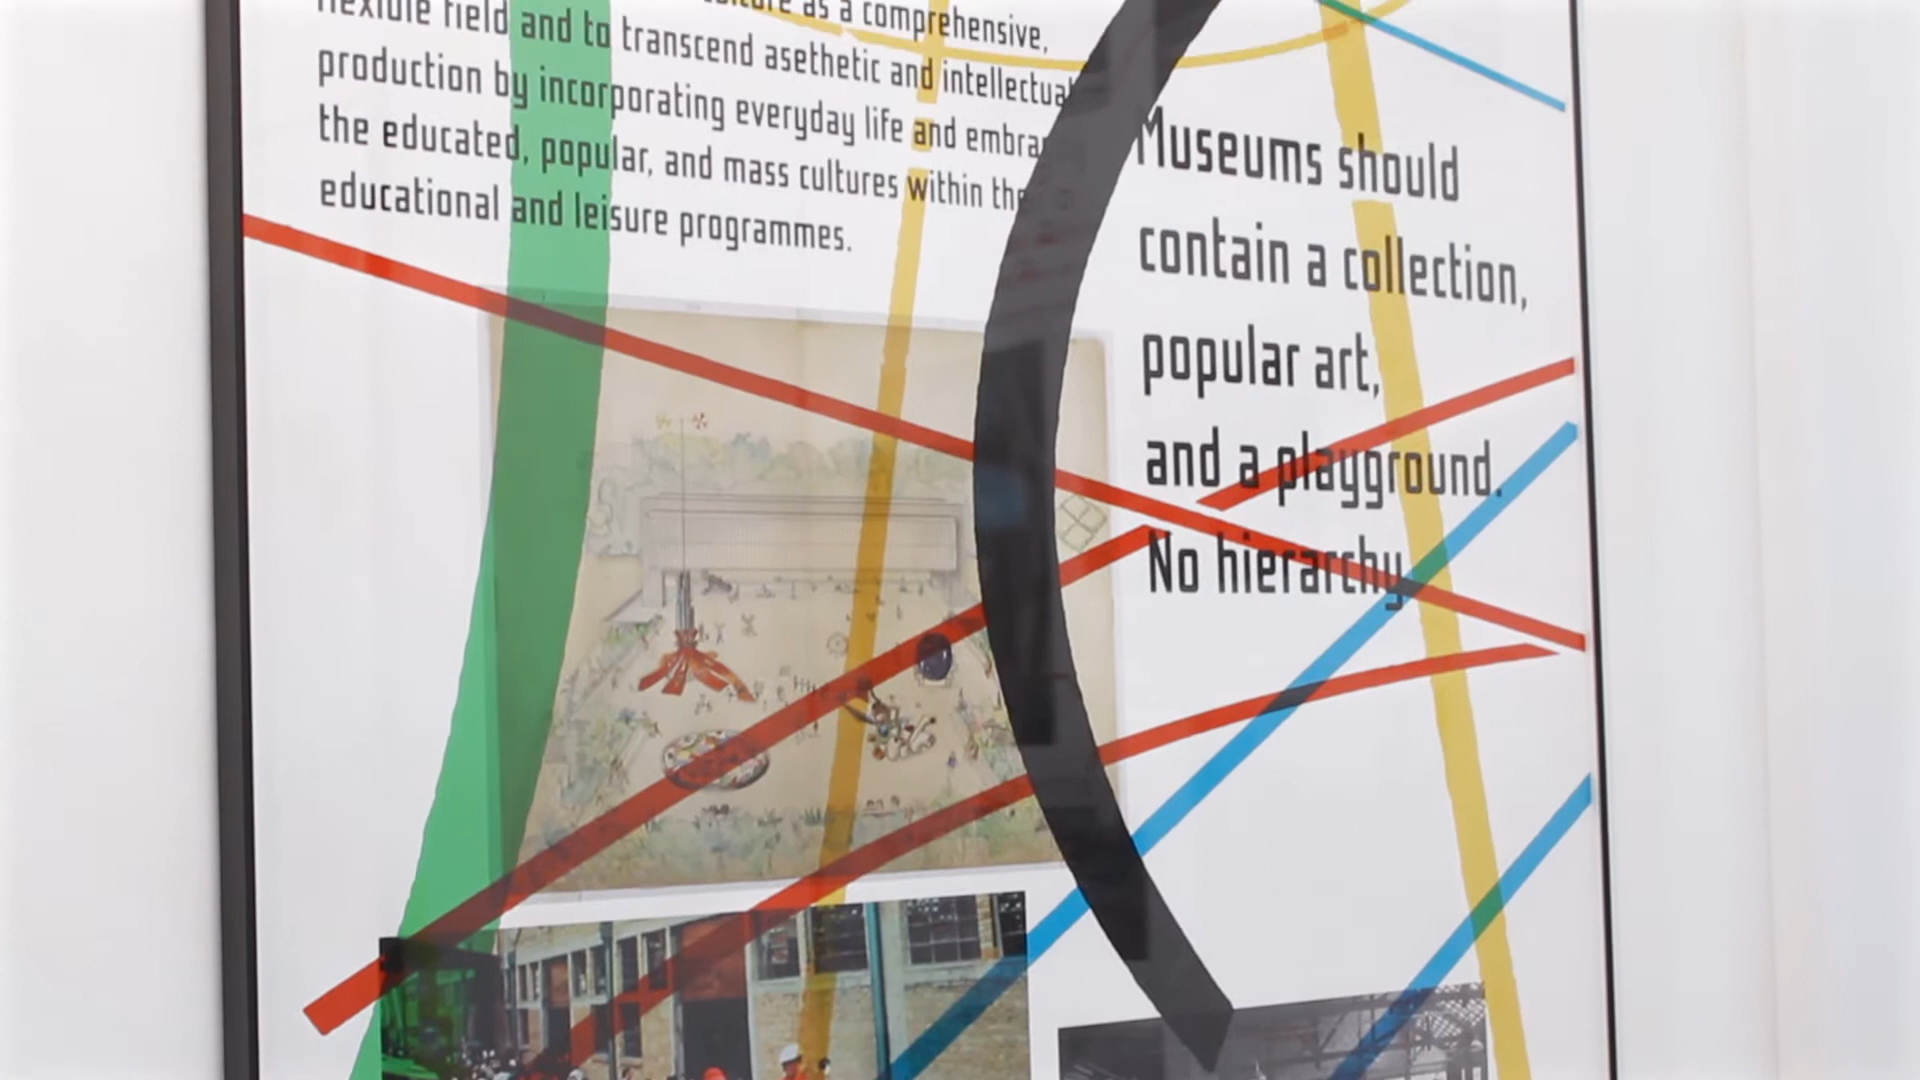 as a comprehensive,
flexible field and to transcend asethetic and intellectual
production by incorporating everyday life and
the educated, popular, and mass cultures within the
educational and leisure programmes.
Museums should
contain a collection,
popular art,
and a playground.
No hierarchy